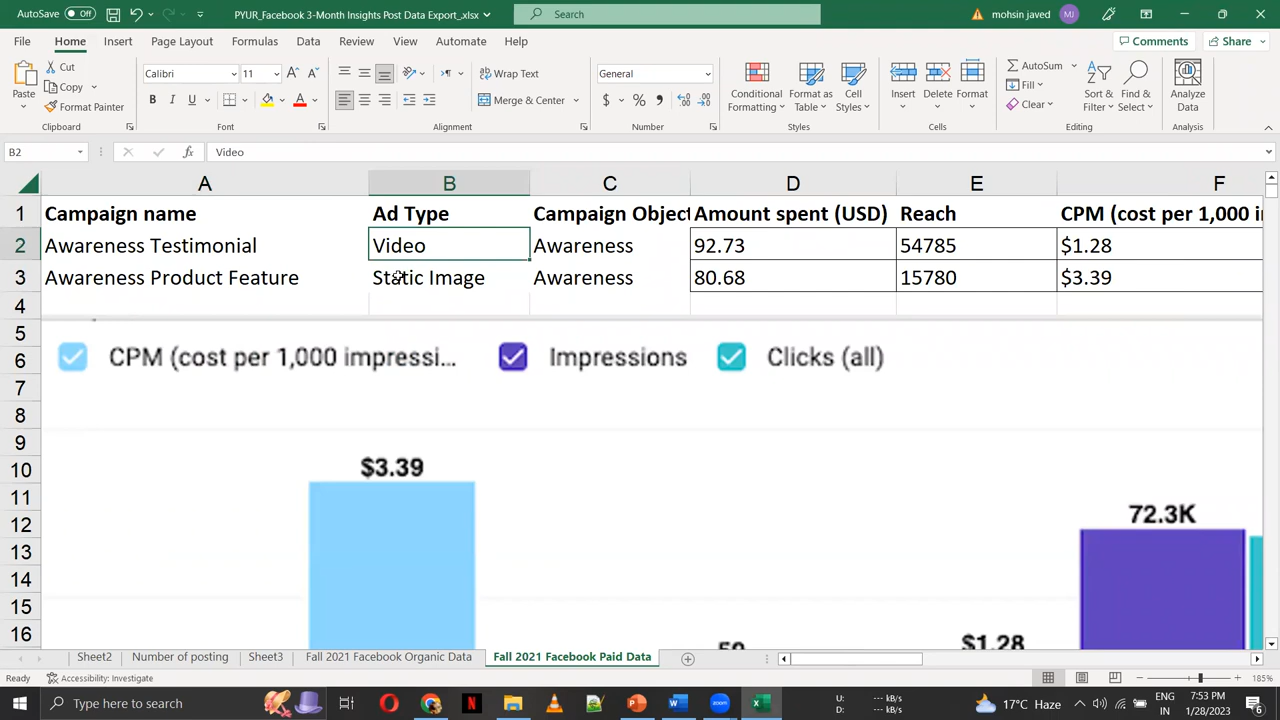 AutoSave Off PYUR_Facebook 3-Month Insights Post Data Export_.xlsx Search mohsin javed MJ
File Home Insert Page Layout Formulas Data Review View Automate Help Comments Share
Paste Cut Copy Format Painter Clipboard
Calibri 11 B I U A Font
Wrap Text Merge & Center Alignment
General $ % Number
Conditional Formatting Format as Table Cell Styles Styles
Insert Delete Format Cells
AutoSum Fill Clear Sort & Filter Find & Select Editing
Analyze Data Analysis
B2 fx Video
A B C D E F
1 Campaign name Ad Type Campaign Object Amount spent (USD) Reach CPM (cost per 1,000 i
2 Awareness Testimonial Video Awareness 92.73 54785 $1.28
3 Awareness Product Feature Static Image Awareness 80.68 15780 $3.39
4
5
6 CPM (cost per 1,000 impressi... Impressions Clicks (all)
7
8
9
10 $3.39
11
12 72.3K
13
14
15
16 $1.28
Sheet2 Number of posting Sheet3 Fall 2021 Facebook Organic Data Fall 2021 Facebook Paid Data
Ready Accessibility: Investigate 185%
Type here to search U: D: --- kB/s --- kB/s 17°C Haze ENG IN 7:53 PM 1/28/2023